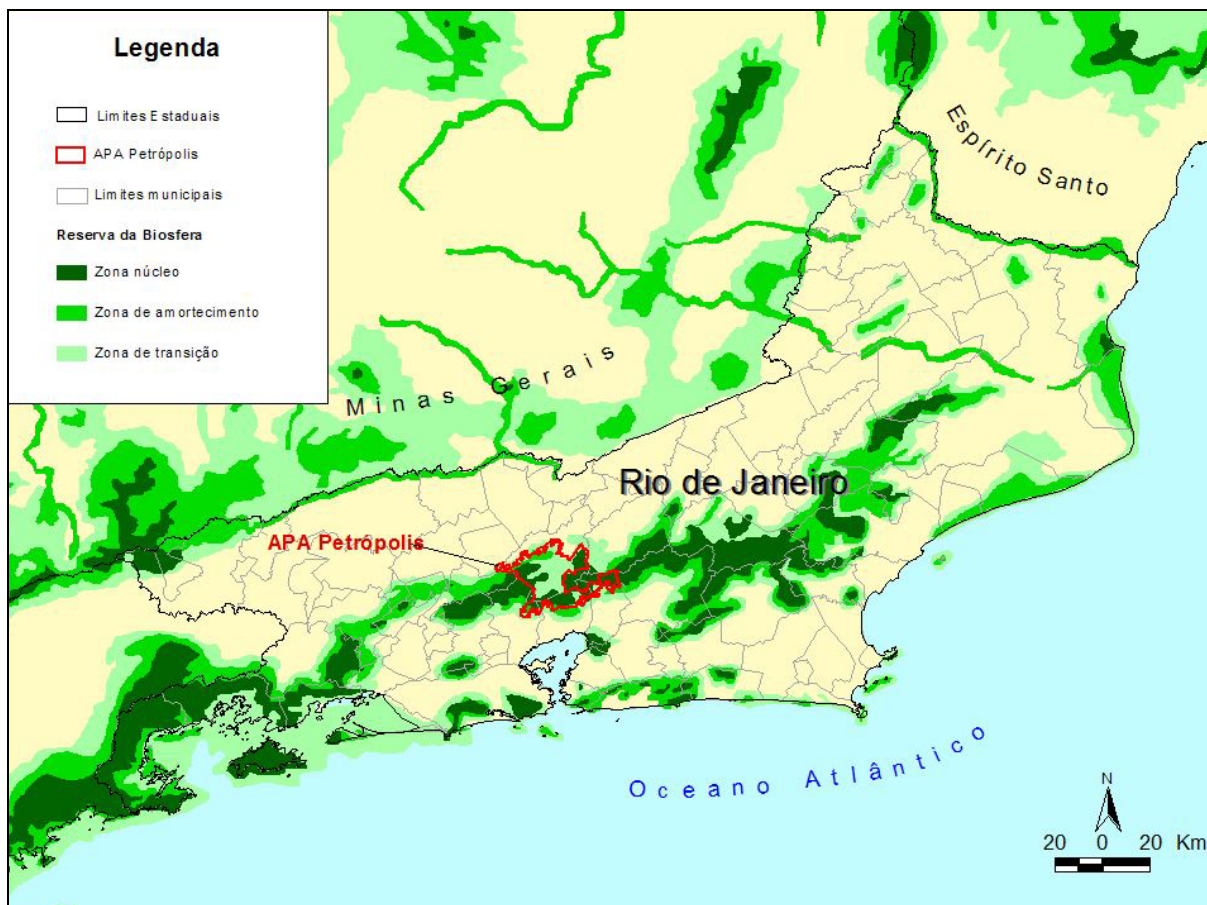 Legenda
Limites Estaduais
APA Petrópolis
Limites municipais
Reserva da Biosfera
Zona núcleo
Zona de amortecimento
Zona de transição
Espírito Santo
Minas Gerais
Rio de Janeiro
APA Petrópolis
Oceano Atlântico
N
20 0 20 Km